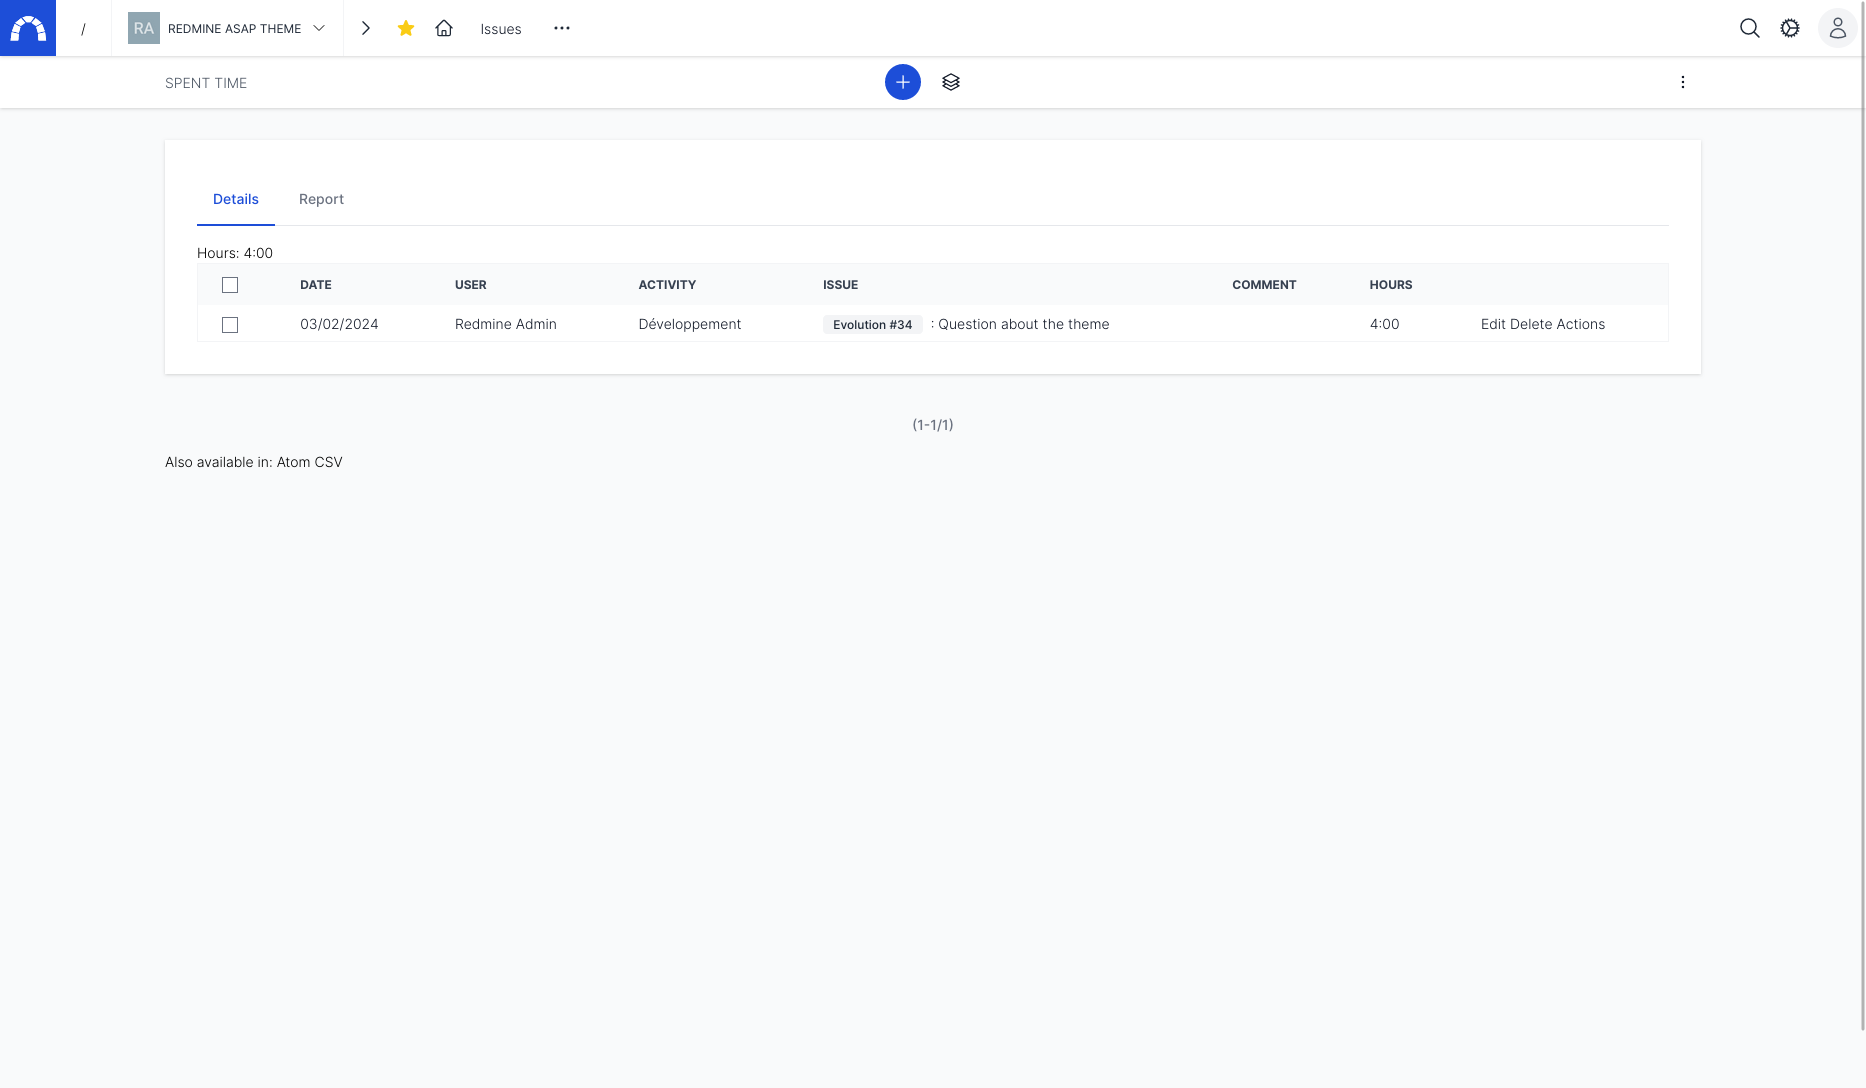 / RA REDMINE ASAP THEME Issues
SPENT TIME
Details Report
Hours: 4:00
DATE USER ACTIVITY ISSUE COMMENT HOURS
03/02/2024 Redmine Admin Développement Evolution #34 : Question about the theme 4:00 Edit Delete Actions
(1-1/1)
Also available in: Atom CSV